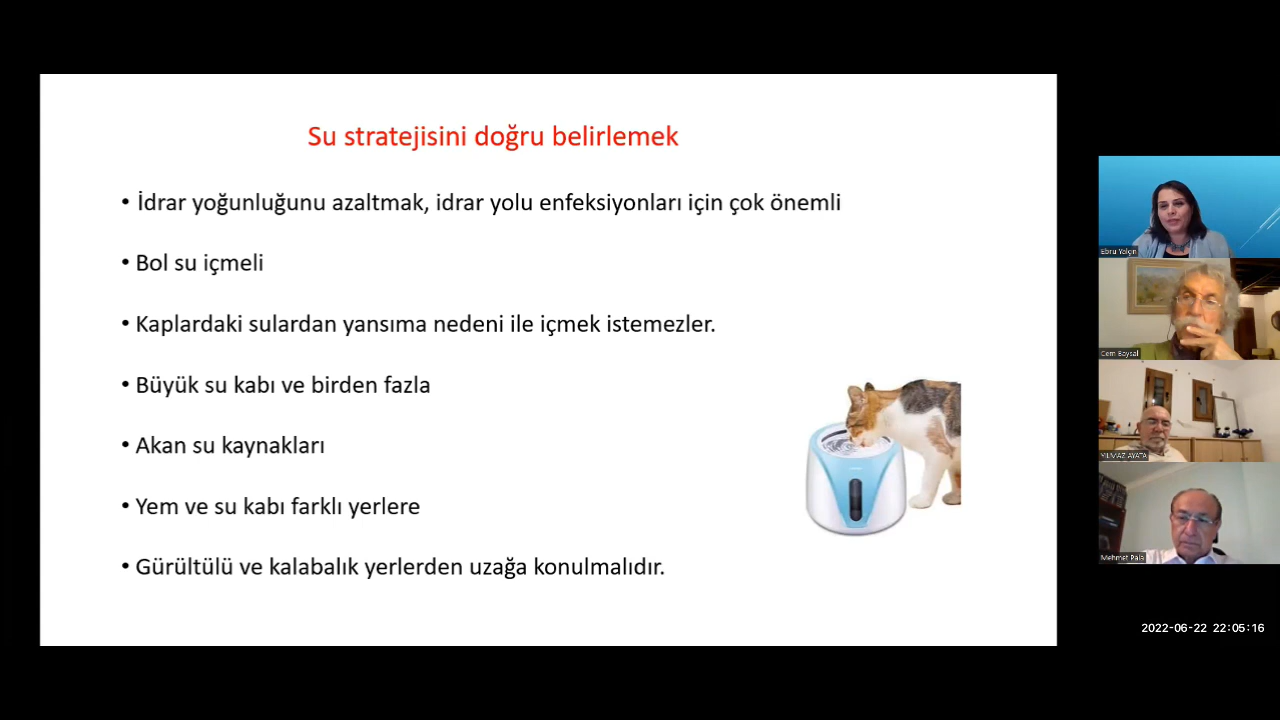 Su stratejisini doğru belirlemek
• İdrar yoğunluğunu azaltmak, idrar yolu enfeksiyonları için çok önemli
• Bol su içmeli
• Kaplardaki sulardan yansıma nedeni ile içmek istemezler.
• Büyük su kabı ve birden fazla
• Akan su kaynakları
• Yem ve su kabı farklı yerlere
• Gürültülü ve kalabalık yerlerden uzağa konulmalıdır.
Ebru Yalçın
Cem Baysal
YILMAZ AYATA
Mehmet Pala
2022-06-22 22:05:16